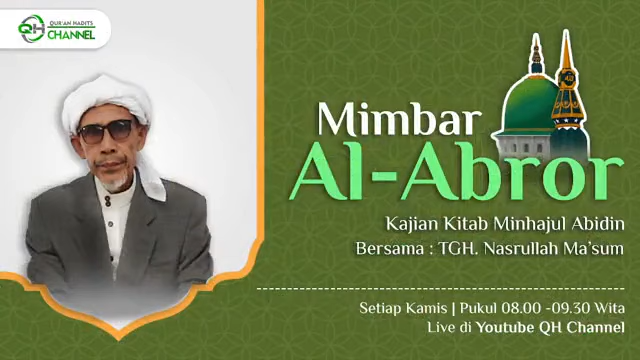 QUR'AN HADITS
QH CHANNEL
Mimbar
Al-Abror
Kajian Kitab Minhajul Abidin
Bersama : TGH. Nasrullah Ma'sum
Setiap Kamis | Pukul 08.00 -09.30 Wita
Live di Youtube QH Channel